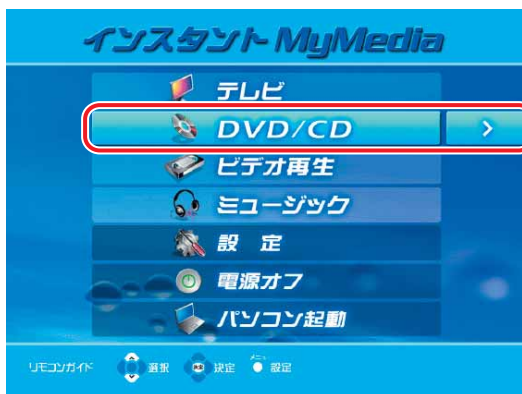 インスタント MyMedia
テレビ
DVD/CD
ビデオ再生
ミュージック
設 定
電源オフ
パソコン起動
メニュー
リモコンガイド 選択 決定 設定